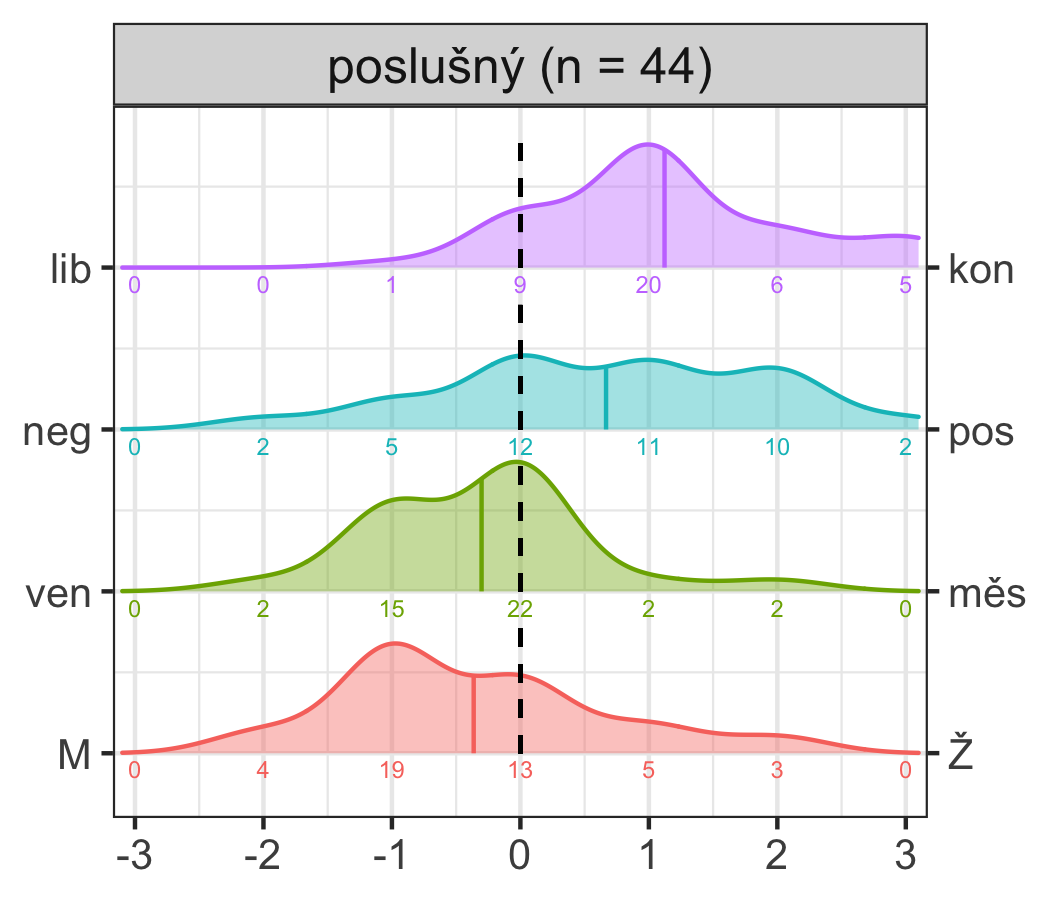 poslušný (n = 44)
lib kon
0 0 1 9 20 6 5
neg pos
0 2 5 12 11 10 2
ven měs
0 2 15 22 2 2 0
M Ž
0 4 19 13 5 3 0
-3 -2 -1 0 1 2 3